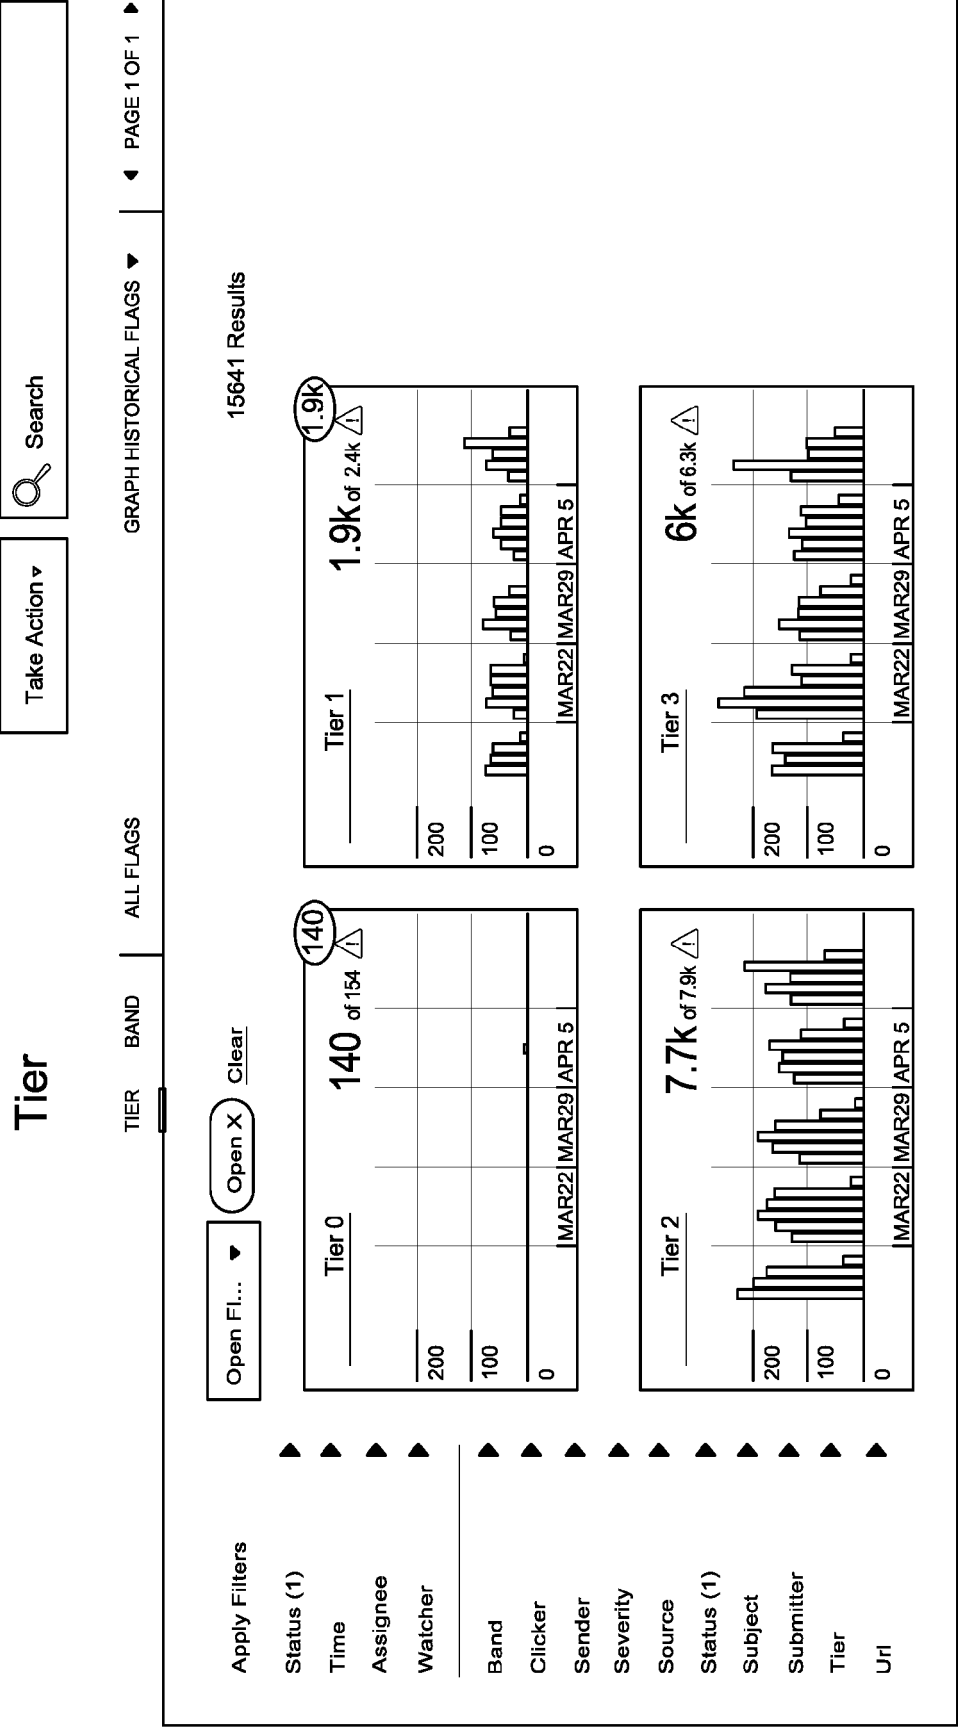 Tier
Take Action
Search
TIER
BAND
ALL FLAGS
GRAPH HISTORICAL FLAGS
PAGE 1 OF 1
Apply Filters
Open Fl...
Open X
Clear
15641 Results
Status (1)
Time
Assignee
Watcher
Band
Clicker
Sender
Severity
Source
Status (1)
Subject
Submitter
Tier
Url
140
Tier 0
140 of 154
200
100
0
MAR22 MAR29 APR 5
1.9k
Tier 1
1.9k of 2.4k
200
100
0
MAR22 MAR29 APR 5
Tier 2
7.7k of 7.9k
200
100
0
MAR22 MAR29 APR 5
Tier 3
6k of 6.3k
200
100
0
MAR22 MAR29 APR 5